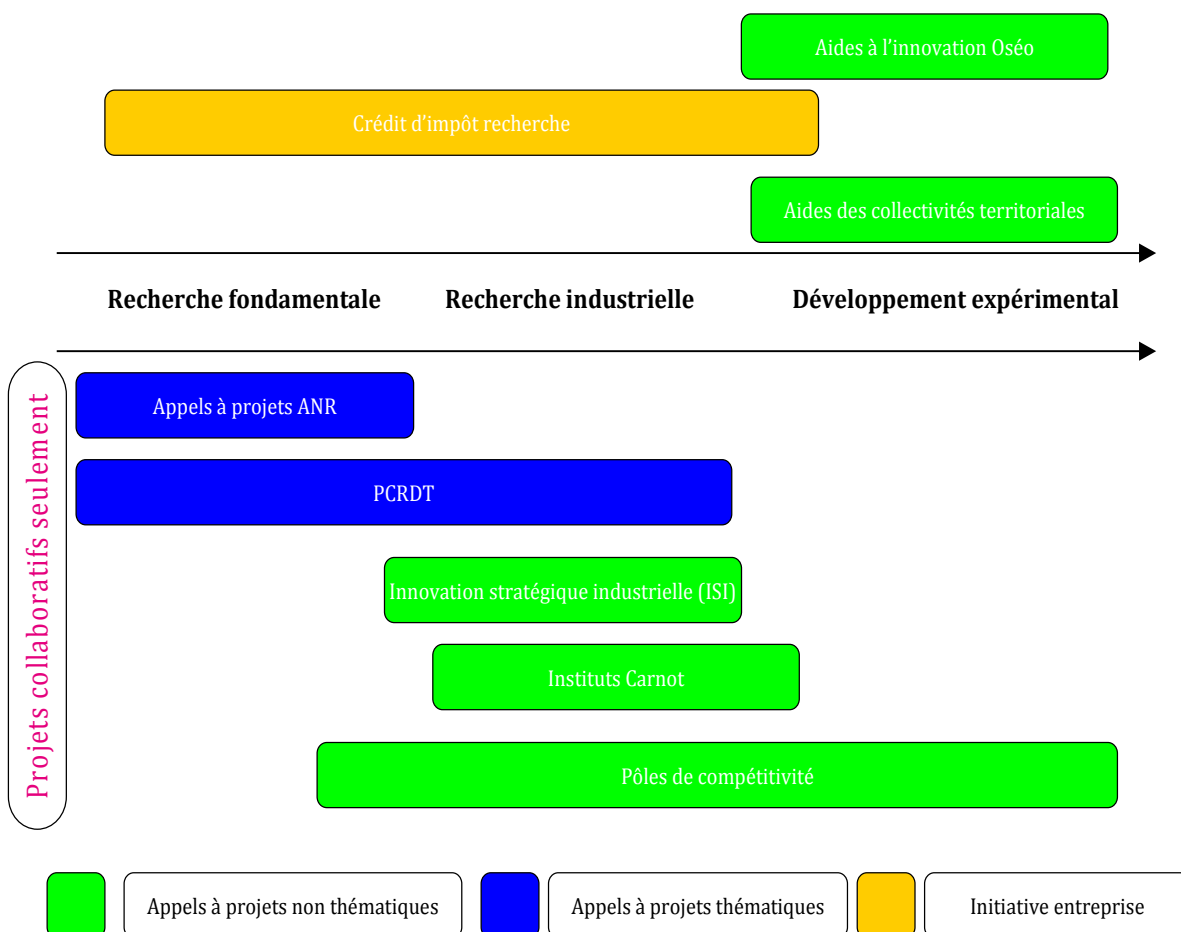 Aides à l’innovation Oséo
Crédit d’impôt recherche
Aides des collectivités territoriales
Recherche fondamentale
Recherche industrielle
Développement expérimental
Projets collaboratifs seulement
Appels à projets ANR
PCRDT
Innovation stratégique industrielle (ISI)
Instituts Carnot
Pôles de compétitivité
Appels à projets non thématiques
Appels à projets thématiques
Initiative entreprise